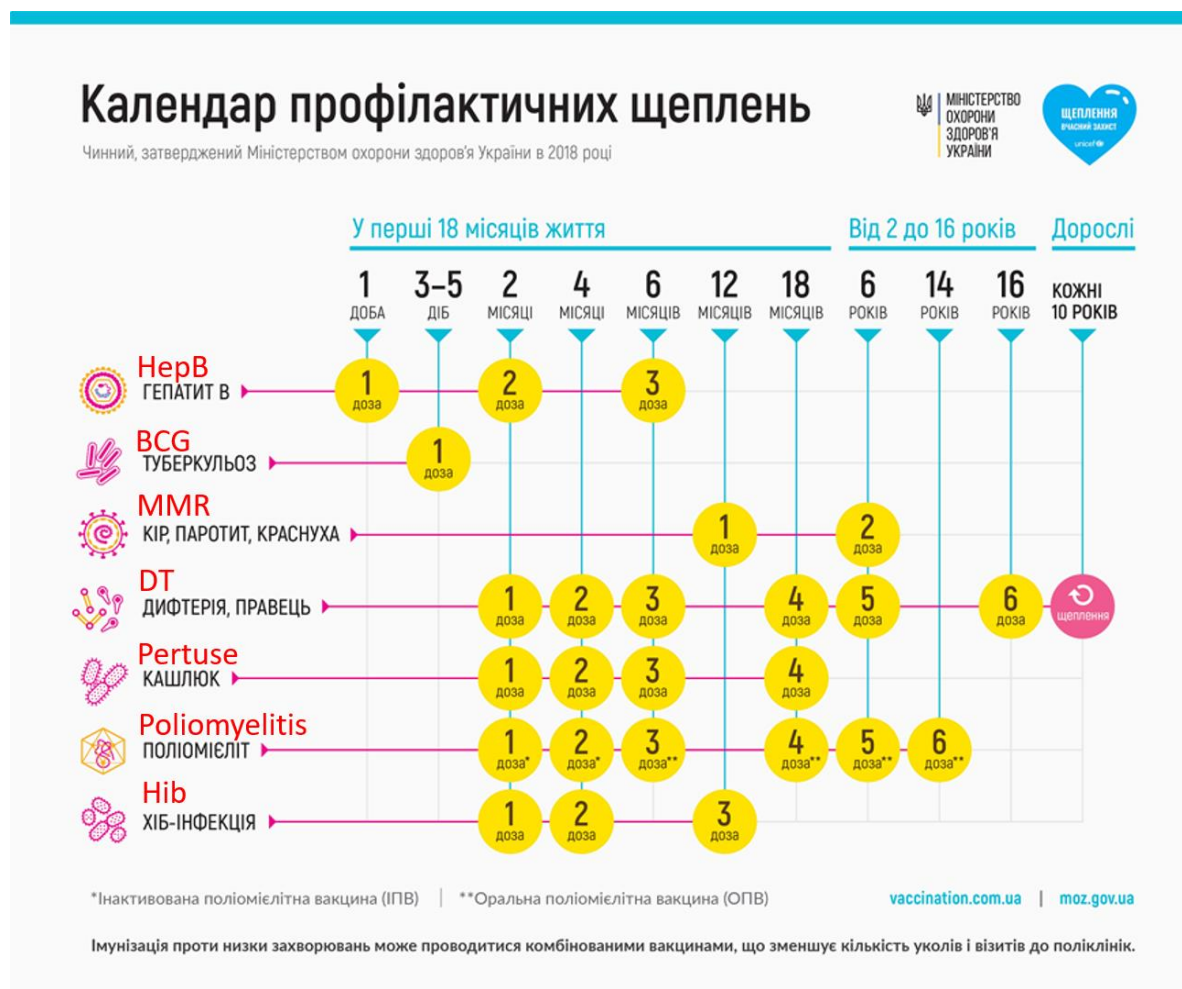 Календар профілактичних щеплень
Чинний, затверджений Міністерством охорони здоров'я України в 2018 році
МІНІСТЕРСТВО
ОХОРОНИ
ЗДОРОВ'Я
УКРАЇНИ
ЩЕПЛЕННЯ
ВЧАСНИЙ ЗАХИСТ
unicef
У перші 18 місяців життя
Від 2 до 16 років
Дорослі
1 3–5 2 4 6 12 18 6 14 16 КОЖНІ
ДОБА ДІБ МІСЯЦІ МІСЯЦІ МІСЯЦІВ МІСЯЦІВ МІСЯЦІВ РОКІВ РОКІВ РОКІВ 10 РОКІВ
HepB
ГЕПАТИТ В
1 2 3
доза доза доза
BCG
ТУБЕРКУЛЬОЗ
1
доза
MMR
КІР, ПАРОТИТ, КРАСНУХА
1 2
доза доза
DT
ДИФТЕРІЯ, ПРАВЕЦЬ
1 2 3 4 5 6
доза доза доза доза доза доза щеплення
Pertuse
КАШЛЮК
1 2 3 4
доза доза доза доза
Poliomyelitis
ПОЛІОМІЄЛІТ
1 2 3 4 5 6
доза* доза* доза** доза** доза** доза**
Hib
ХІБ-ІНФЕКЦІЯ
1 2 3
доза доза доза
*Інактивована поліомієлітна вакцина (ІПВ) | **Оральна поліомієлітна вакцина (ОПВ)
vaccination.com.ua | moz.gov.ua
Імунізація проти низки захворювань може проводитися комбінованими вакцинами, що зменшує кількість уколів і візитів до поліклінік.